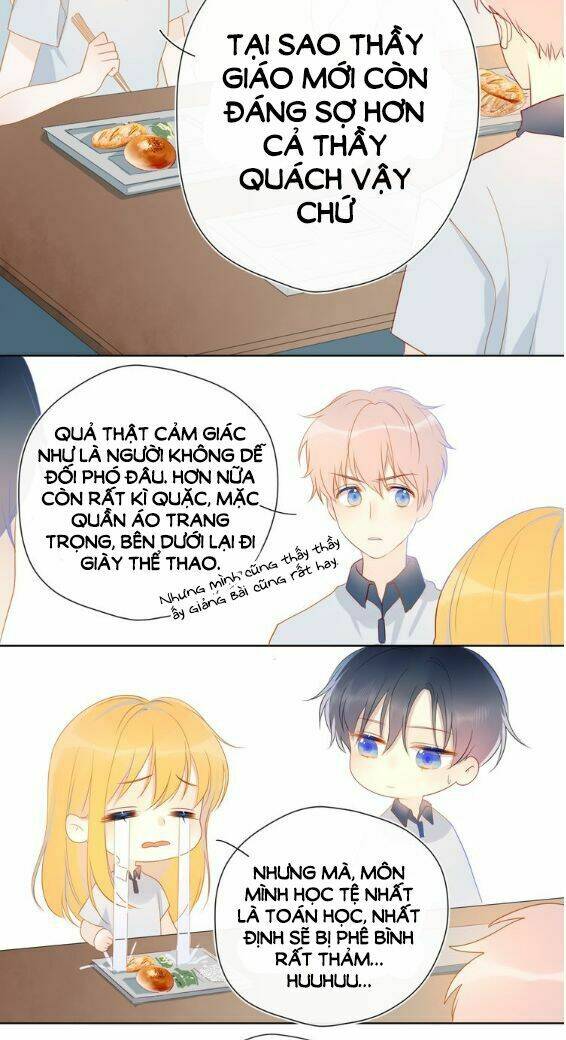 TẠI SAO THẦY
GIÁO MỚI CÒN
ĐÁNG SỢ HƠN
CẢ THẦY
QUÁCH VẬY
CHỨ
QUẢ THẬT CẢM GIÁC
NHƯ LÀ NGƯỜI KHÔNG DỄ
ĐỐI PHÓ ĐÂU. HƠN NỮA
CÒN RẤT KÌ QUẶC, MẶC
QUẦN ÁO TRANG
TRỌNG, BÊN DƯỚI LẠI ĐI
GIÀY THỂ THAO.
Nhưng mình cũng thấy thầy
ấy giảng bài cũng rất hay.
NHƯNG MÀ, MÔN
MÌNH HỌC TỆ NHẤT
LÀ TOÁN HỌC, NHẤT
ĐỊNH SẼ BỊ PHÊ BÌNH
RẤT THẢM...
HUUHUU...